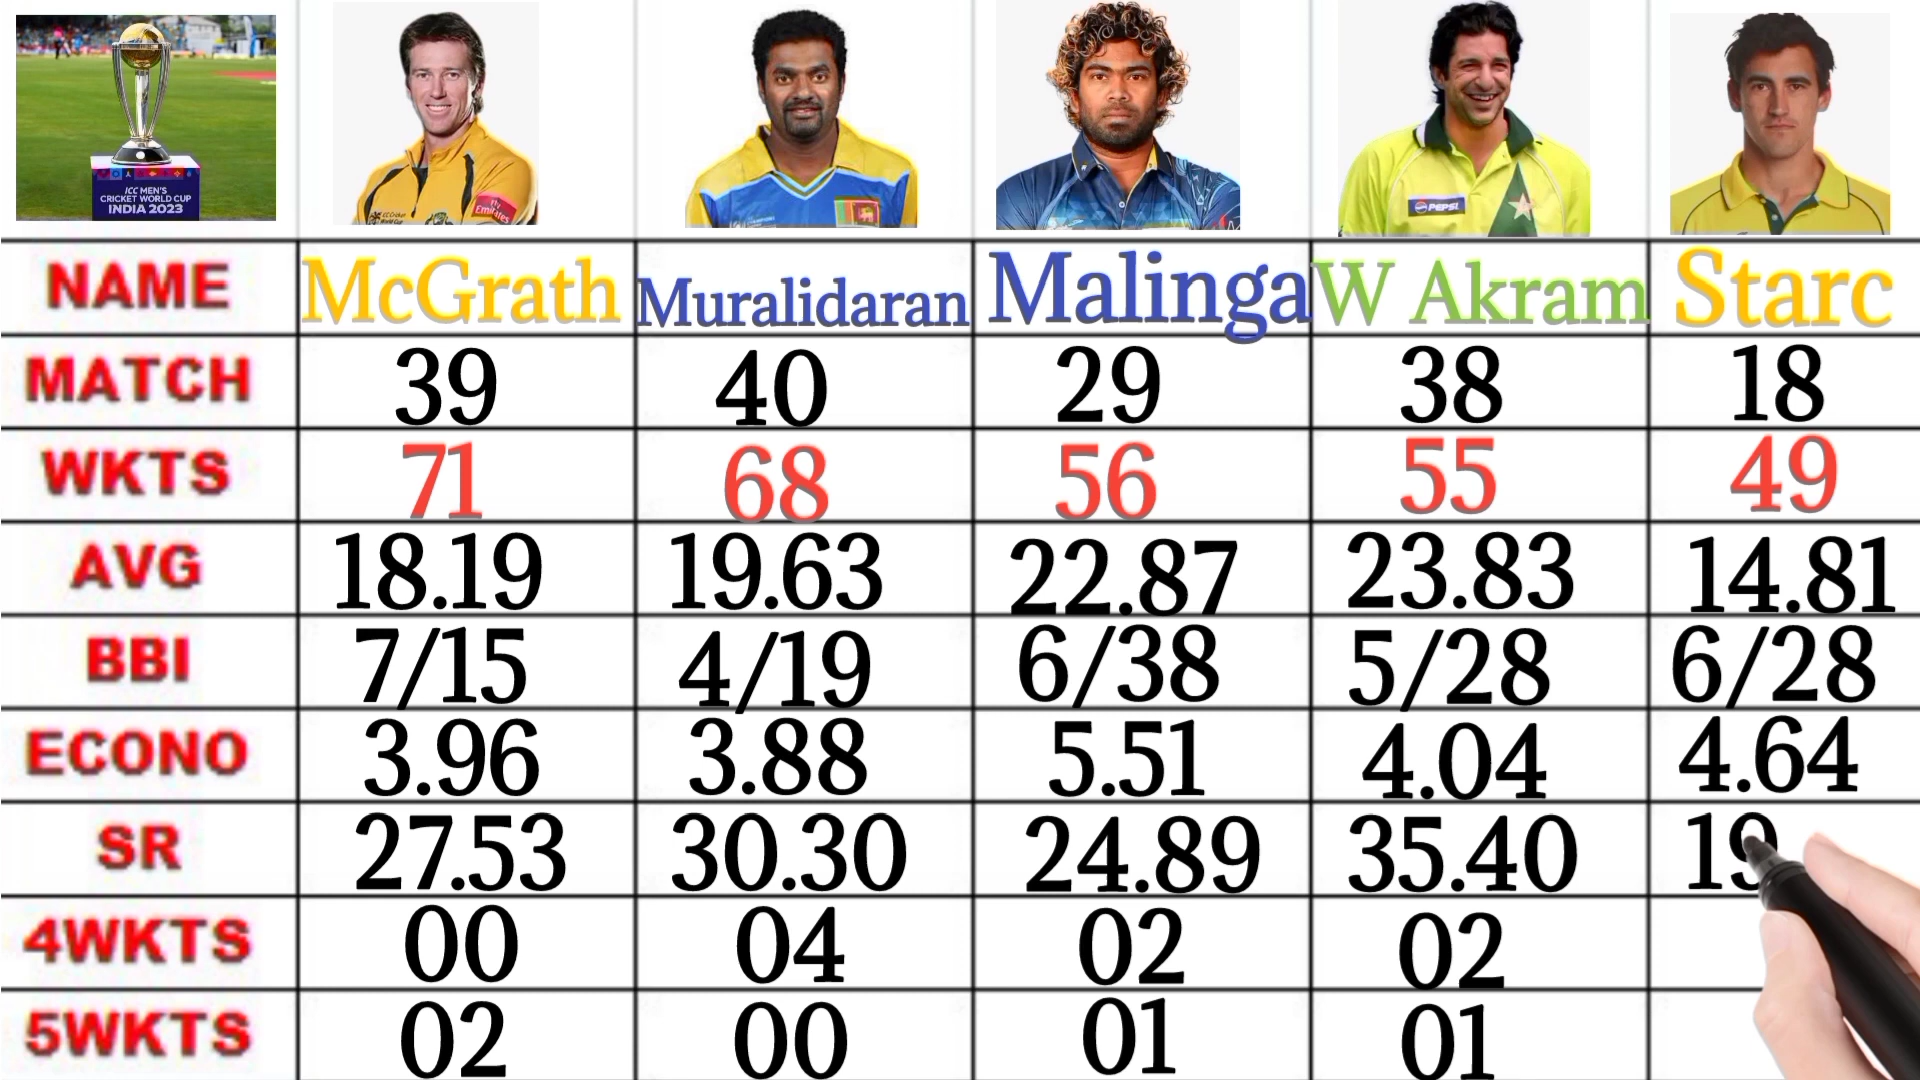 ICC MEN'S
CRICKET WORLD CUP
INDIA 2023
Emirates
PEPSI
NAME McGrath Muralidaran Malinga W Akram Starc
MATCH 39 40 29 38 18
WKTS 71 68 56 55 49
AVG 18.19 19.63 22.87 23.83 14.81
BBI 7/15 4/19 6/38 5/28 6/28
ECONO 3.96 3.88 5.51 4.04 4.64
SR 27.53 30.30 24.89 35.40 19
4WKTS 00 04 02 02
5WKTS 02 00 01 01